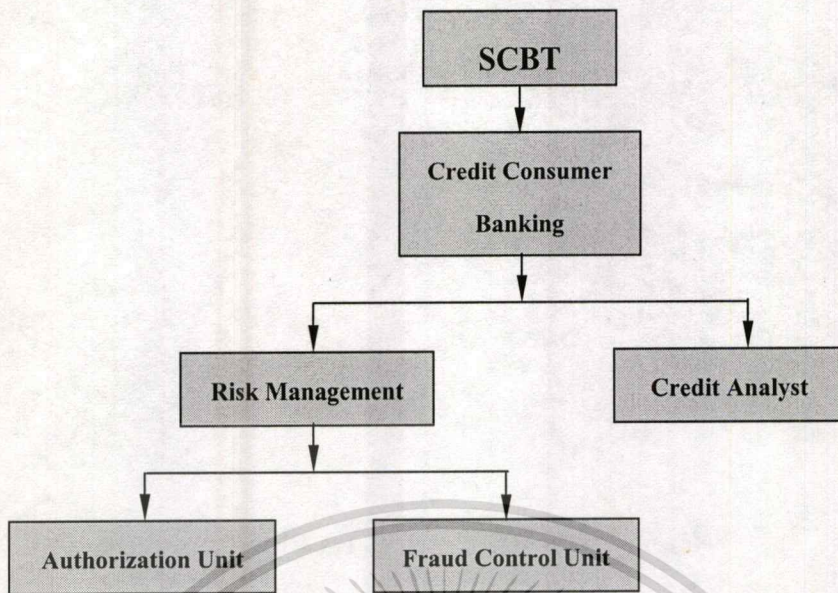 SCBT
Credit Consumer
Banking
Risk Management
Credit Analyst
Authorization Unit
Fraud Control Unit